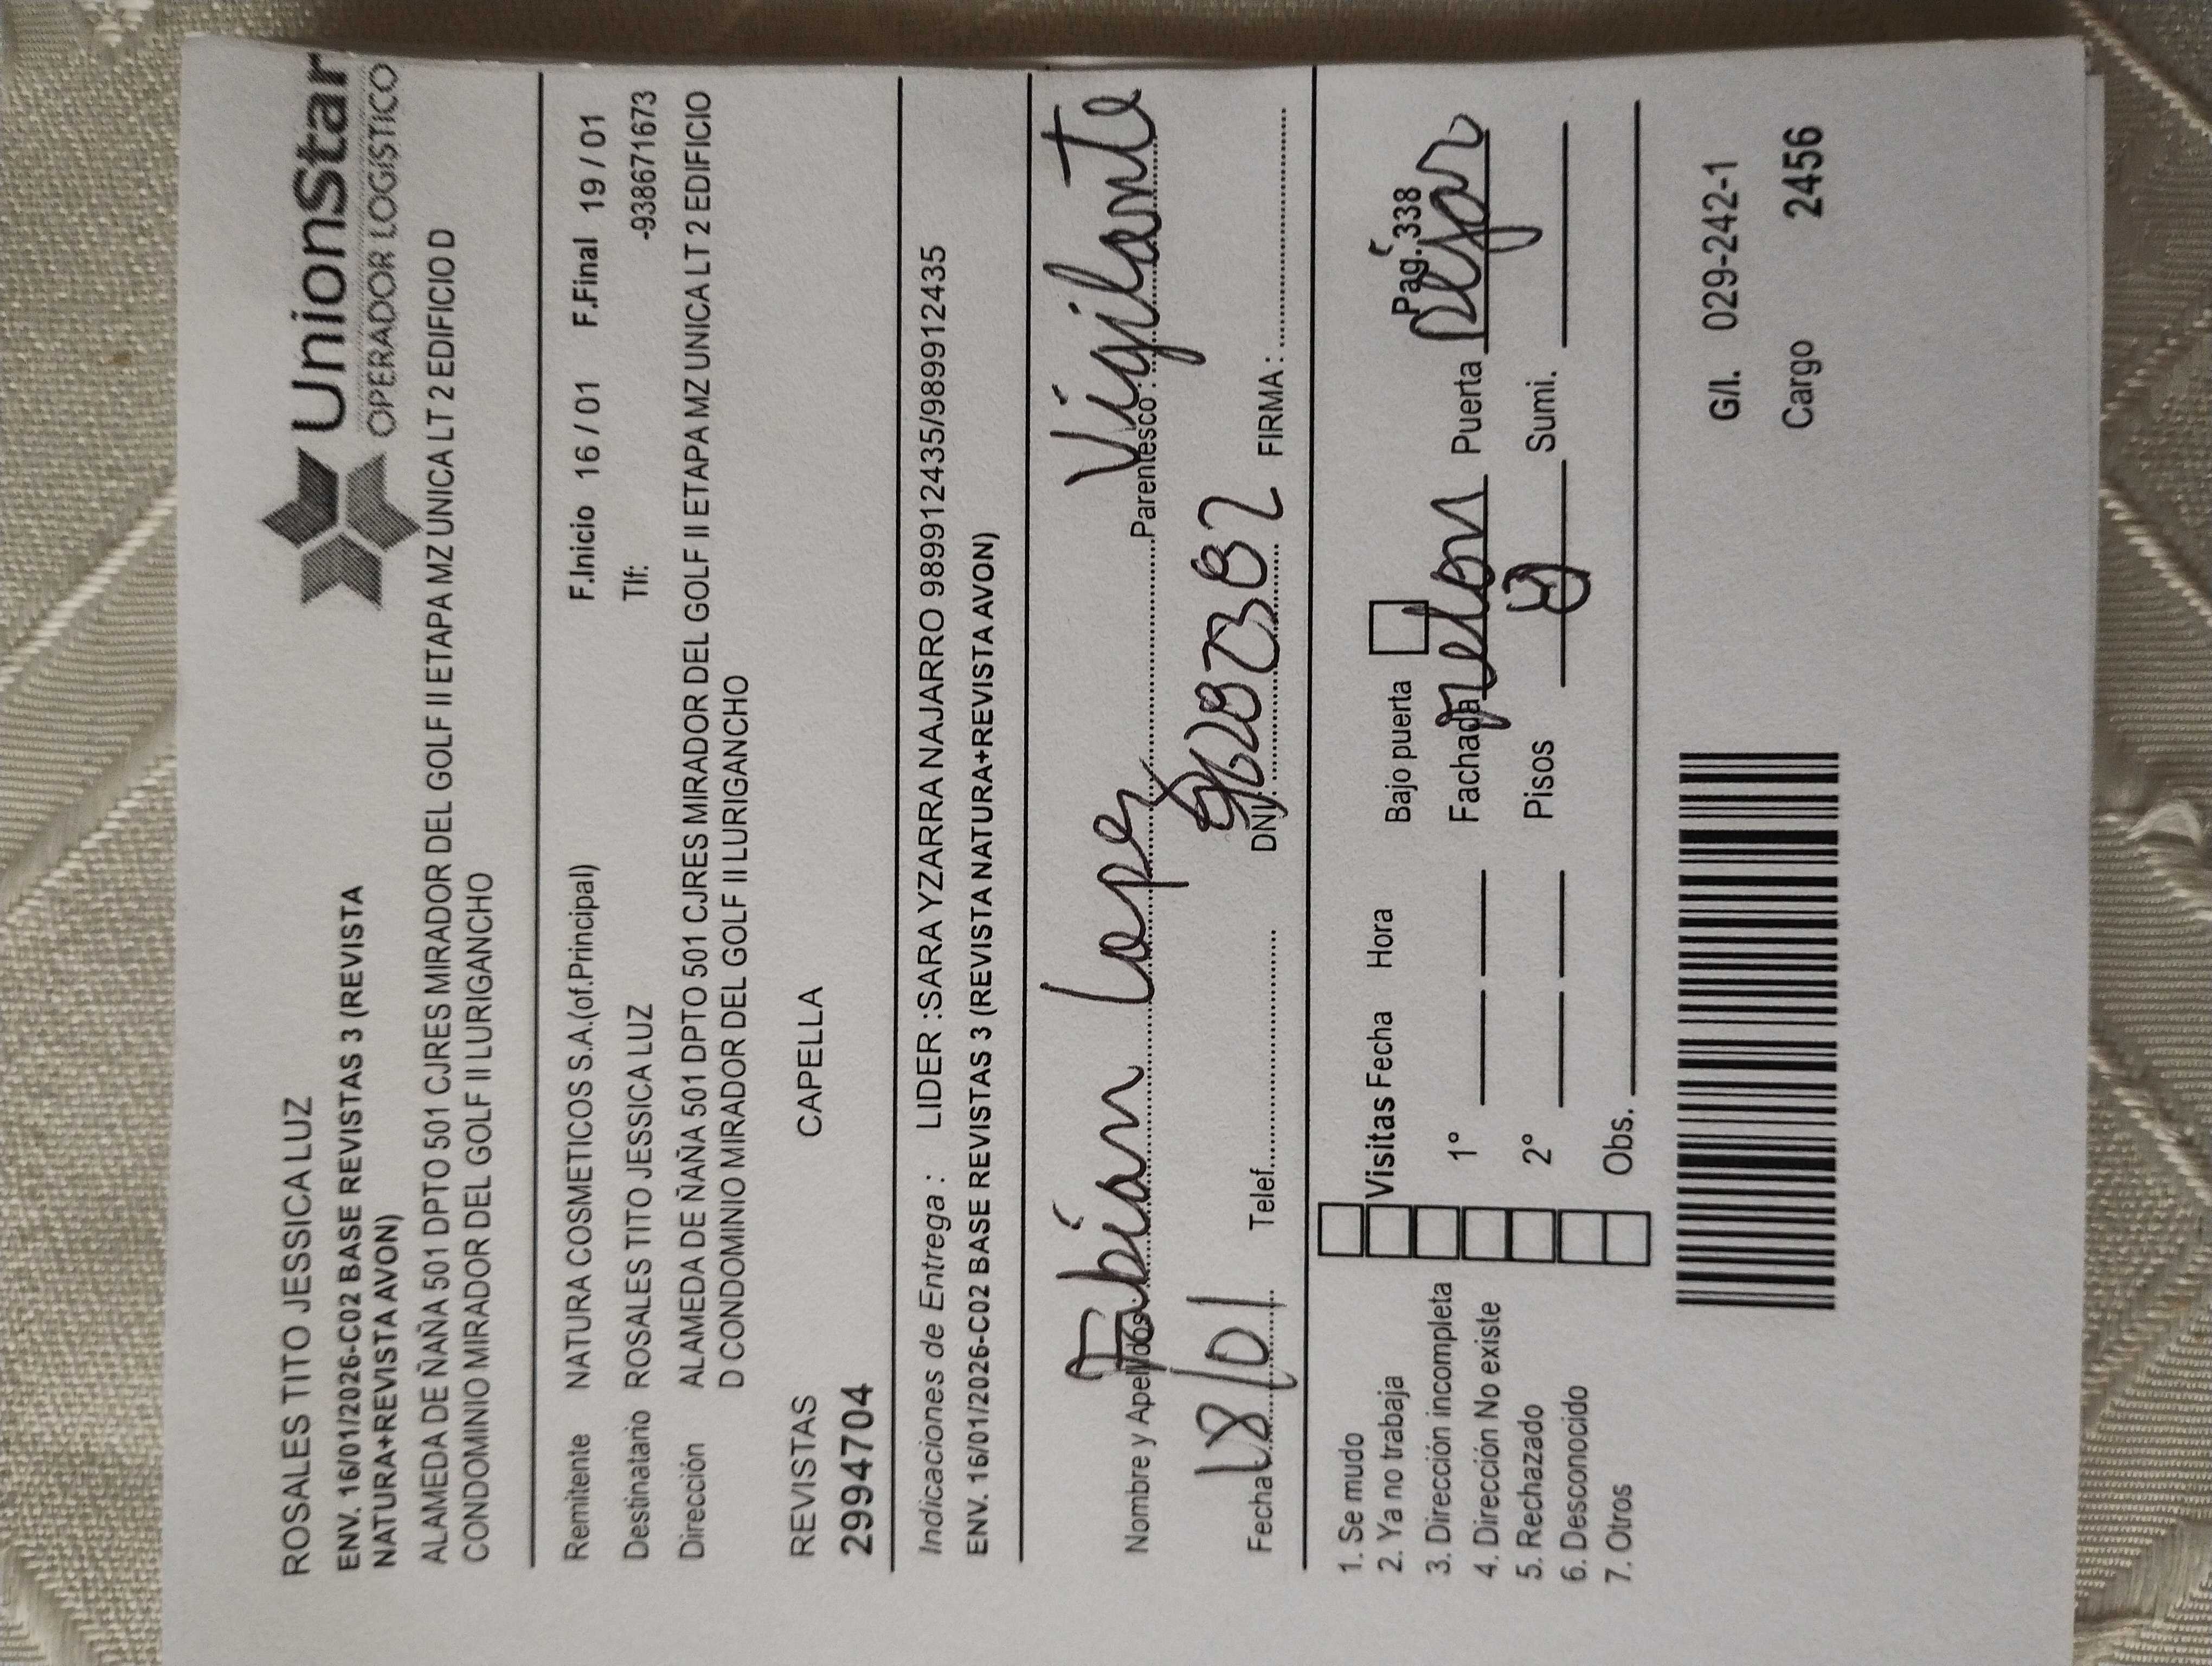 UnionStar
OPERADOR LOGISTICO
ROSALES TITO JESSICA LUZ
ENV. 16/01/2026-C02 BASE REVISTAS 3 (REVISTA
NATURA+REVISTA AVON)
ALAMEDA DE ÑAÑA 501 DPTO 501 CJRES MIRADOR DEL GOLF II ETAPA MZ UNICA LT 2 EDIFICIO D
CONDOMINIO MIRADOR DEL GOLF II LURIGANCHO
Remitente NATURA COSMETICOS S.A.(of.Principal) F.Inicio 16 / 01 F.Final 19 / 01
Destinatario ROSALES TITO JESSICA LUZ Tlf: -938671673
Dirección ALAMEDA DE ÑAÑA 501 DPTO 501 CJRES MIRADOR DEL GOLF II ETAPA MZ UNICA LT 2 EDIFICIO
D CONDOMINIO MIRADOR DEL GOLF II LURIGANCHO
REVISTAS CAPELLA
2994704
Indicaciones de Entrega : LIDER :SARA YZARRA NAJARRO 989912435/989912435
ENV. 16/01/2026-C02 BASE REVISTAS 3 (REVISTA NATURA+REVISTA AVON)
Nombre y Apellidos: Fabián Lopez Parentesco : Vigilante
Fecha 18/01 Telef. DNI: FIRMA :
1. Se mudo
2. Ya no trabaja Visitas Fecha Hora Bajo puerta Pag. 338
3. Dirección incompleta
4. Dirección No existe 1° Fachada melon Puerta
5. Rechazado 2° Pisos 5 Sumi.
6. Desconocido
7. Otros Obs.
G/I. 029-242-1
Cargo 2456